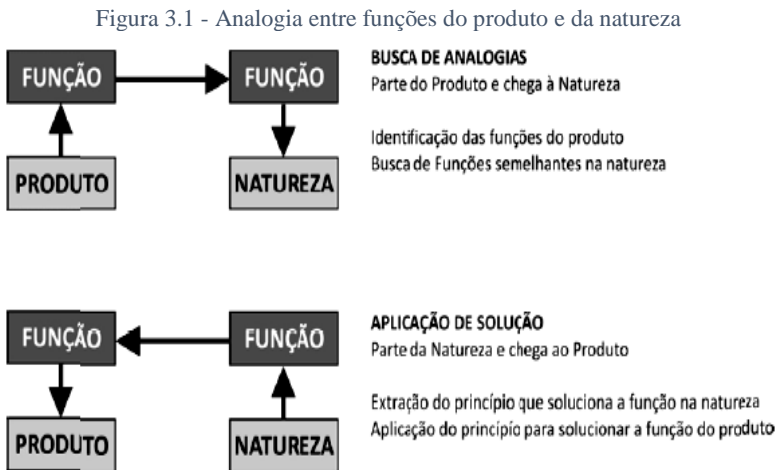 Figura 3.1 - Analogia entre funções do produto e da natureza
FUNÇÃO
FUNÇÃO
PRODUTO
NATUREZA
BUSCA DE ANALOGIAS
Parte do Produto e chega à Natureza
Identificação das funções do produto
Busca de Funções semelhantes na natureza
FUNÇÃO
FUNÇÃO
PRODUTO
NATUREZA
APLICAÇÃO DE SOLUÇÃO
Parte da Natureza e chega ao Produto
Extração do princípio que soluciona a função na natureza
Aplicação do princípio para solucionar a função do produto